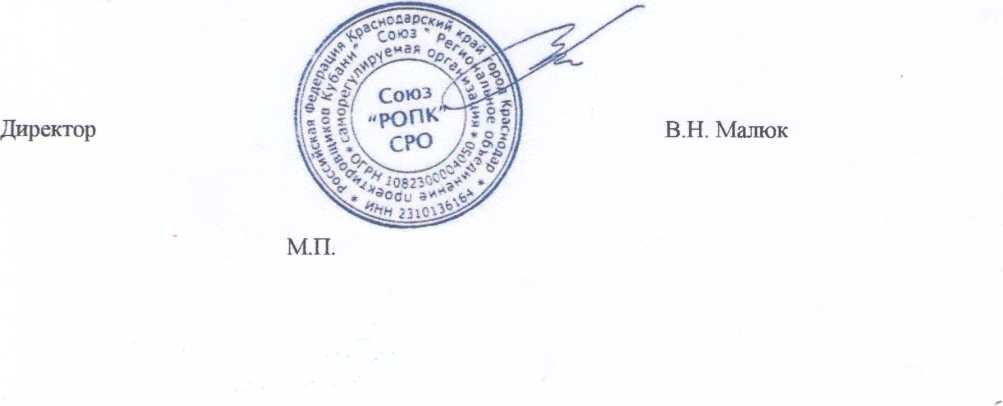 Директор
Российская Федерация Краснодарский край город Краснодар
* ИНН 2310136164 *
Союз " Региональное объединение проектировщиков Кубани"
*саморегулируемая организация*
ОГРН 1082300004050
Союз
"РОПК"
СРО
В.Н. Малюк
М.П.